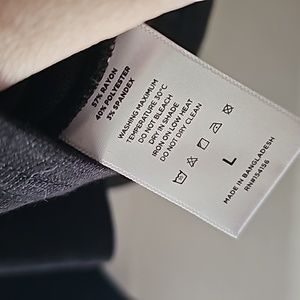 57% RAYON
40% POLYESTER
3% SPANDEX
WASHING MAXIMUM
TEMPERATURE 30°C
DO NOT BLEACH
DRY IN SHADE
IRON ON LOW HEAT
DO NOT DRY CLEAN
L
MADE IN BANGLADESH
RN#154156